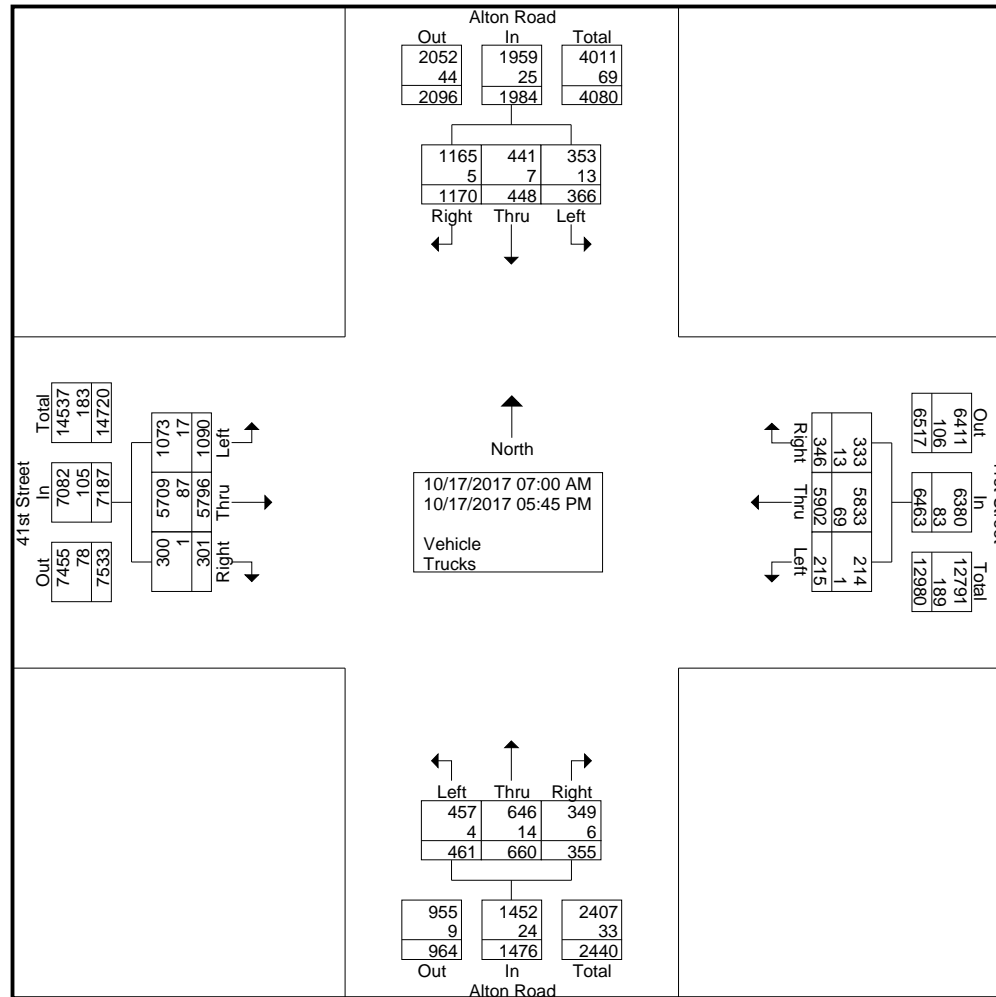 Alton Road
Out In Total
2052 1959 4011
44 25 69
2096 1984 4080
1165 441 353
5 7 13
1170 448 366
Right Thru Left
41st Street
Total
14537
183
14720
In
7082
105
7187
Out
7455
78
7533
1073
17
1090
Left
5709
87
5796
Thru
300
1
301
Right
North
10/17/2017 07:00 AM
10/17/2017 05:45 PM
Vehicle
Trucks
Right
333
13
346
Thru
5833
69
5902
Left
214
1
215
Out
6411
106
6517
In
6380
83
6463
Total
12791
189
12980
Left Thru Right
457 646 349
4 14 6
461 660 355
955 1452 2407
9 24 33
964 1476 2440
Out In Total
Alton Road